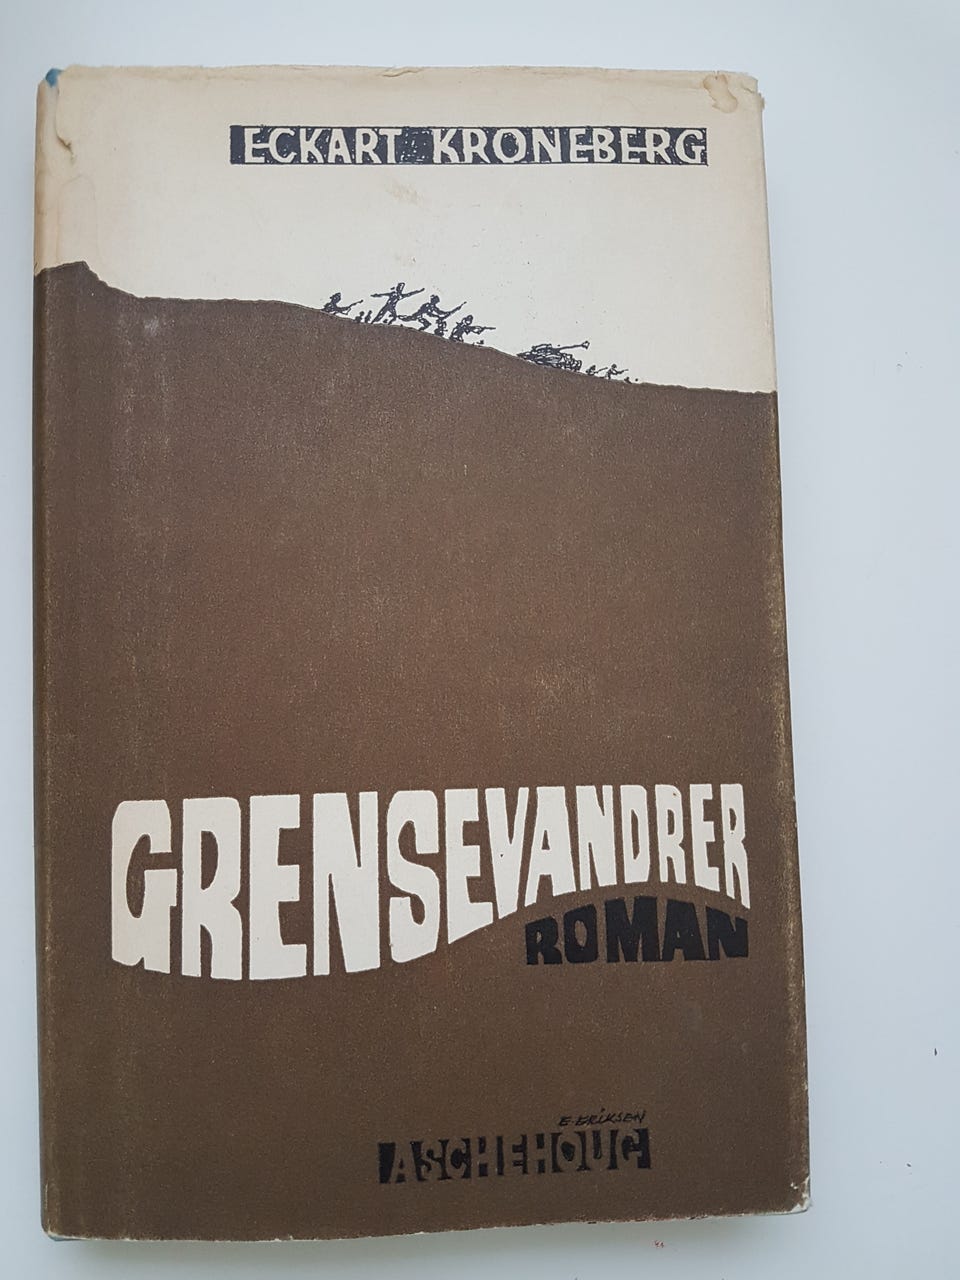 ECKART KRONEBERG
GRENSEVANDRER
ROMAN
E. ERIKSEN
ASCHEHOUG